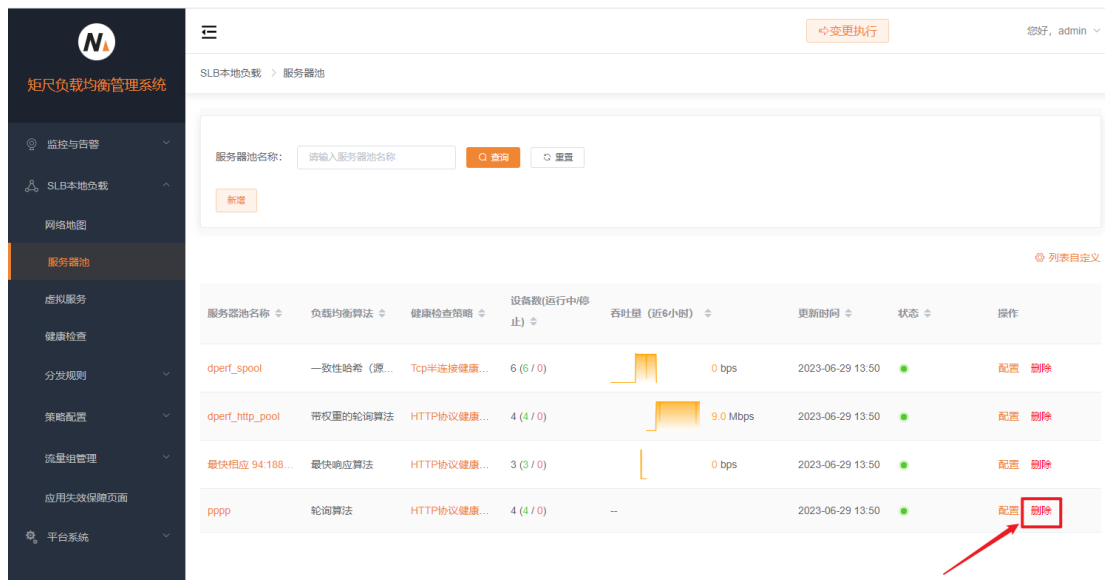 N
矩尺负载均衡管理系统
变更执行
您好，admin
SLB本地负载 > 服务器池
监控与告警
SLB本地负载
网络地图
服务器池
虚拟服务
健康检查
分发规则
策略配置
流量组管理
应用失效保障页面
平台系统
服务器池名称： 请输入服务器池名称 查询 重置
新增
列表自定义
服务器池名称 负载均衡算法 健康检查策略 设备数(运行中/停止) 吞吐量（近6小时） 更新时间 状态 操作
dperf_spool 一致性哈希（源... Tcp半连接健康... 6 (6 / 0) 0 bps 2023-06-29 13:50 配置 删除
dperf_http_pool 带权重的轮询算法 HTTP协议健康... 4 (4 / 0) 9.0 Mbps 2023-06-29 13:50 配置 删除
最快相应 94:188... 最快响应算法 HTTP协议健康... 3 (3 / 0) 0 bps 2023-06-29 13:50 配置 删除
pppp 轮询算法 HTTP协议健康... 4 (4 / 0) -- 2023-06-29 13:50 配置 删除